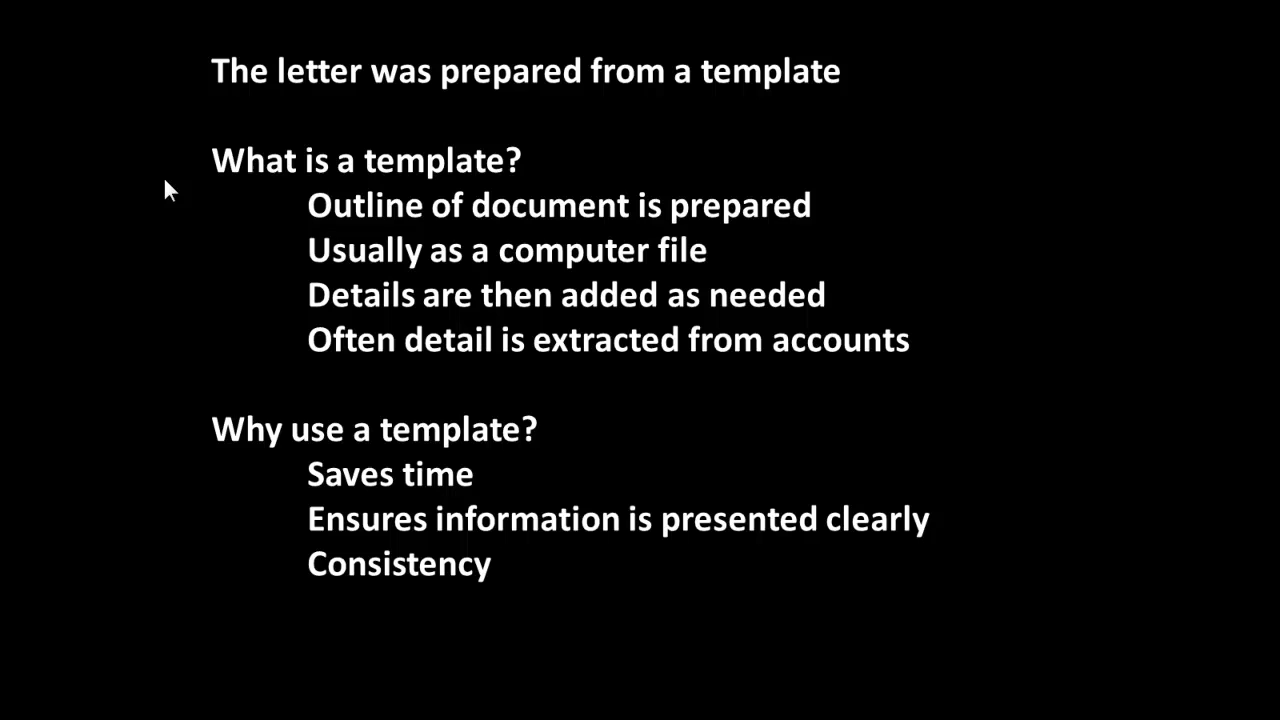 The letter was prepared from a template
What is a template?
Outline of document is prepared
Usually as a computer file
Details are then added as needed
Often detail is extracted from accounts
Why use a template?
Saves time
Ensures information is presented clearly
Consistency